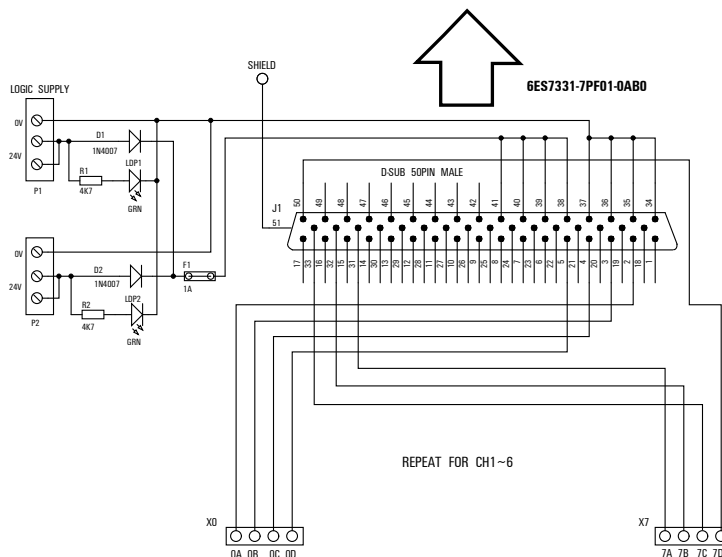 6ES7331-7PF01-0AB0
SHIELD
LOGIC SUPPLY
0V
24V
P1
D1
1N4007
R1
4K7
LDP1
GRN
0V
24V
P2
D2
1N4007
R2
4K7
LDP2
GRN
F1
1A
D-SUB 50PIN MALE
J1
51
50 49 48 47 46 45 44 43 42 41 40 39 38 37 36 35 34
17 33 16 32 15 31 14 30 13 29 12 28 11 27 10 26 9 25 8 24 7 23 6 22 5 21 4 20 3 19 2 18 1
REPEAT FOR CH1~6
X0
0A 0B 0C 0D
X7
7A 7B 7C 7D